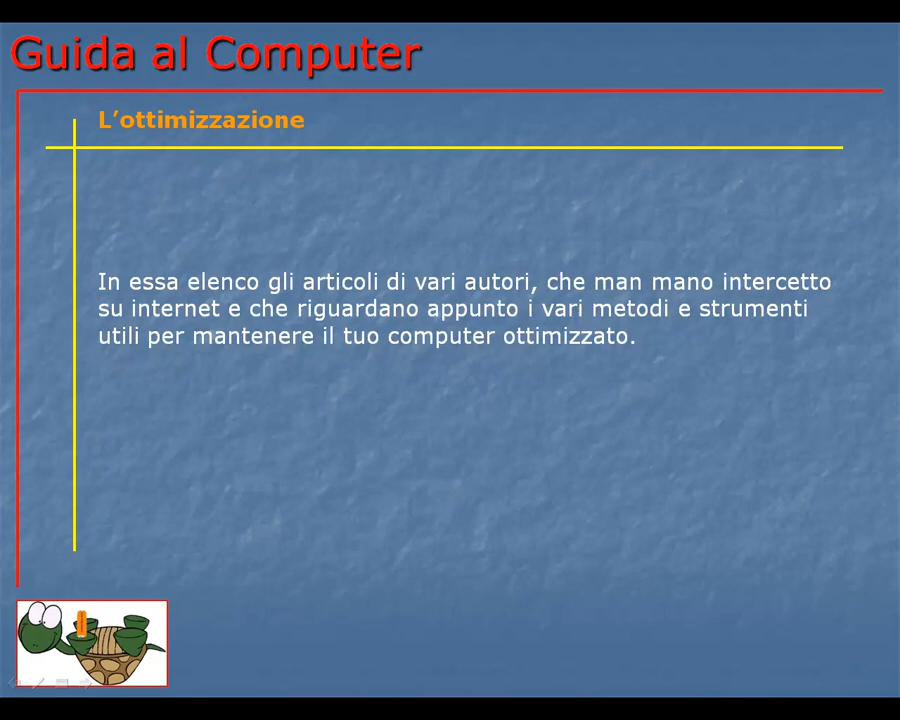 Guida al Computer
L’ottimizzazione
In essa elenco gli articoli di vari autori, che man mano intercetto
su internet e che riguardano appunto i vari metodi e strumenti
utili per mantenere il tuo computer ottimizzato.